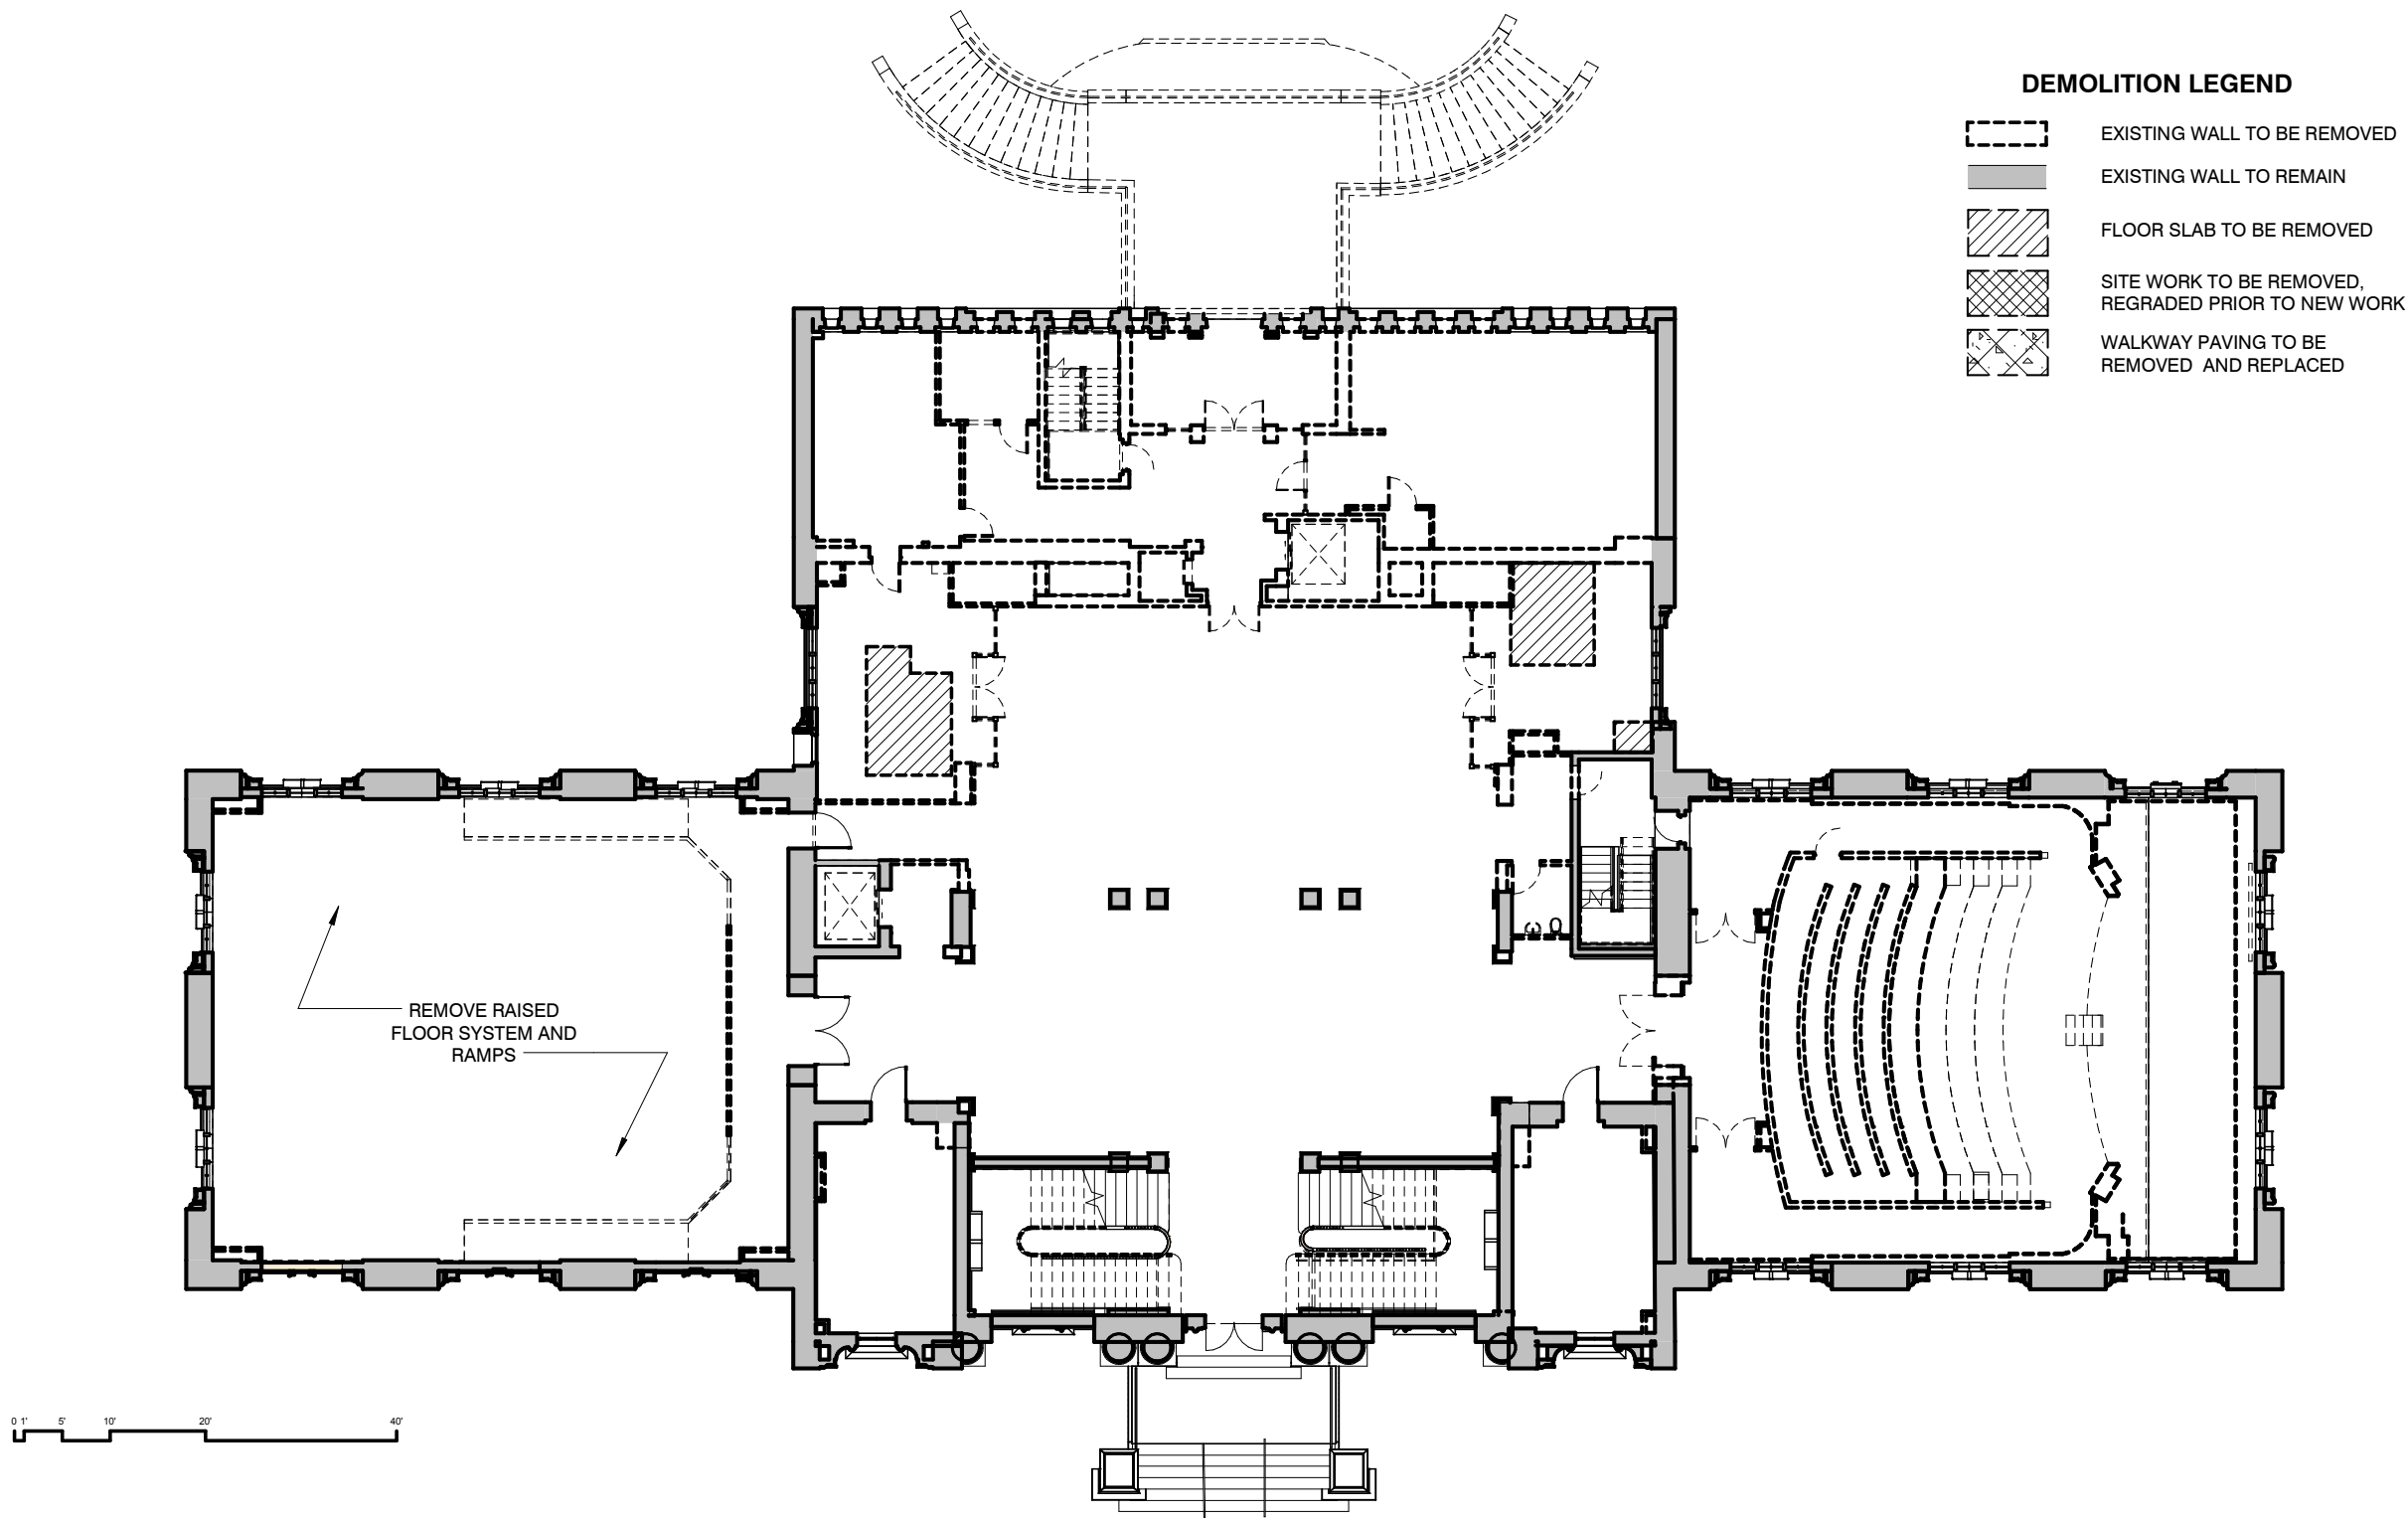 DEMOLITION LEGEND
EXISTING WALL TO BE REMOVED
EXISTING WALL TO REMAIN
FLOOR SLAB TO BE REMOVED
SITE WORK TO BE REMOVED,
REGRADED PRIOR TO NEW WORK
WALKWAY PAVING TO BE
REMOVED AND REPLACED
REMOVE RAISED
FLOOR SYSTEM AND
RAMPS
0 1' 5' 10' 20' 40'